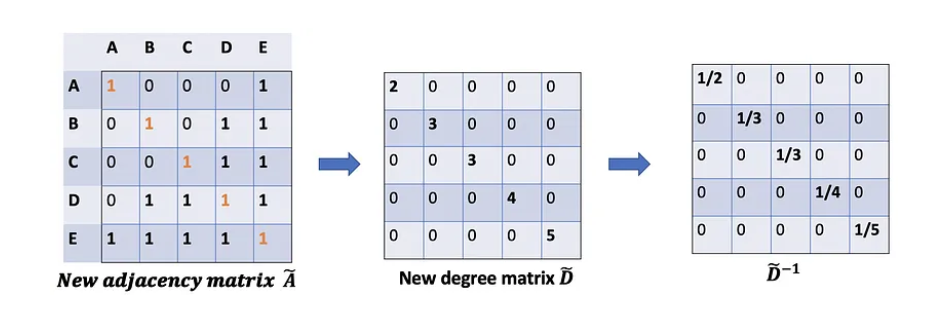 A B C D E
A 1 0 0 0 1
B 0 1 0 1 1
C 0 0 1 1 1
D 0 1 1 1 1
E 1 1 1 1 1
New adjacency matrix Ã
2 0 0 0 0
0 3 0 0 0
0 0 3 0 0
0 0 0 4 0
0 0 0 0 5
New degree matrix D̃
1/2 0 0 0 0
0 1/3 0 0 0
0 0 1/3 0 0
0 0 0 1/4 0
0 0 0 0 1/5
D̃⁻¹